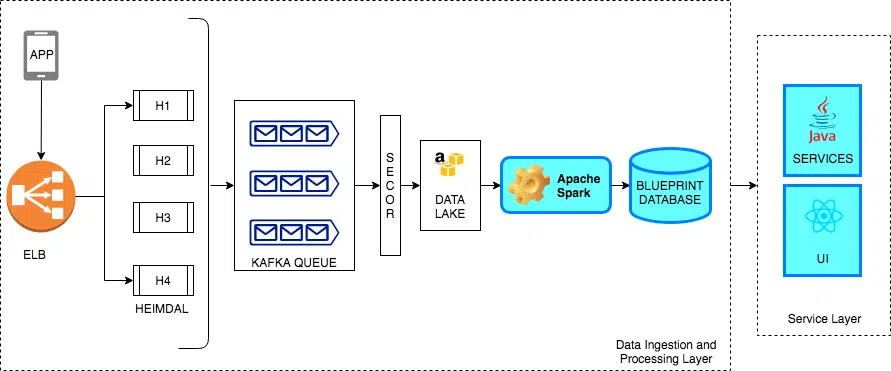 APP
ELB
H1
H2
H3
H4
HEIMDAL
KAFKA QUEUE
S
E
C
O
R
a
DATA
LAKE
Apache
Spark
BLUEPRINT
DATABASE
Data Ingestion and
Processing Layer
Java
SERVICES
UI
Service Layer